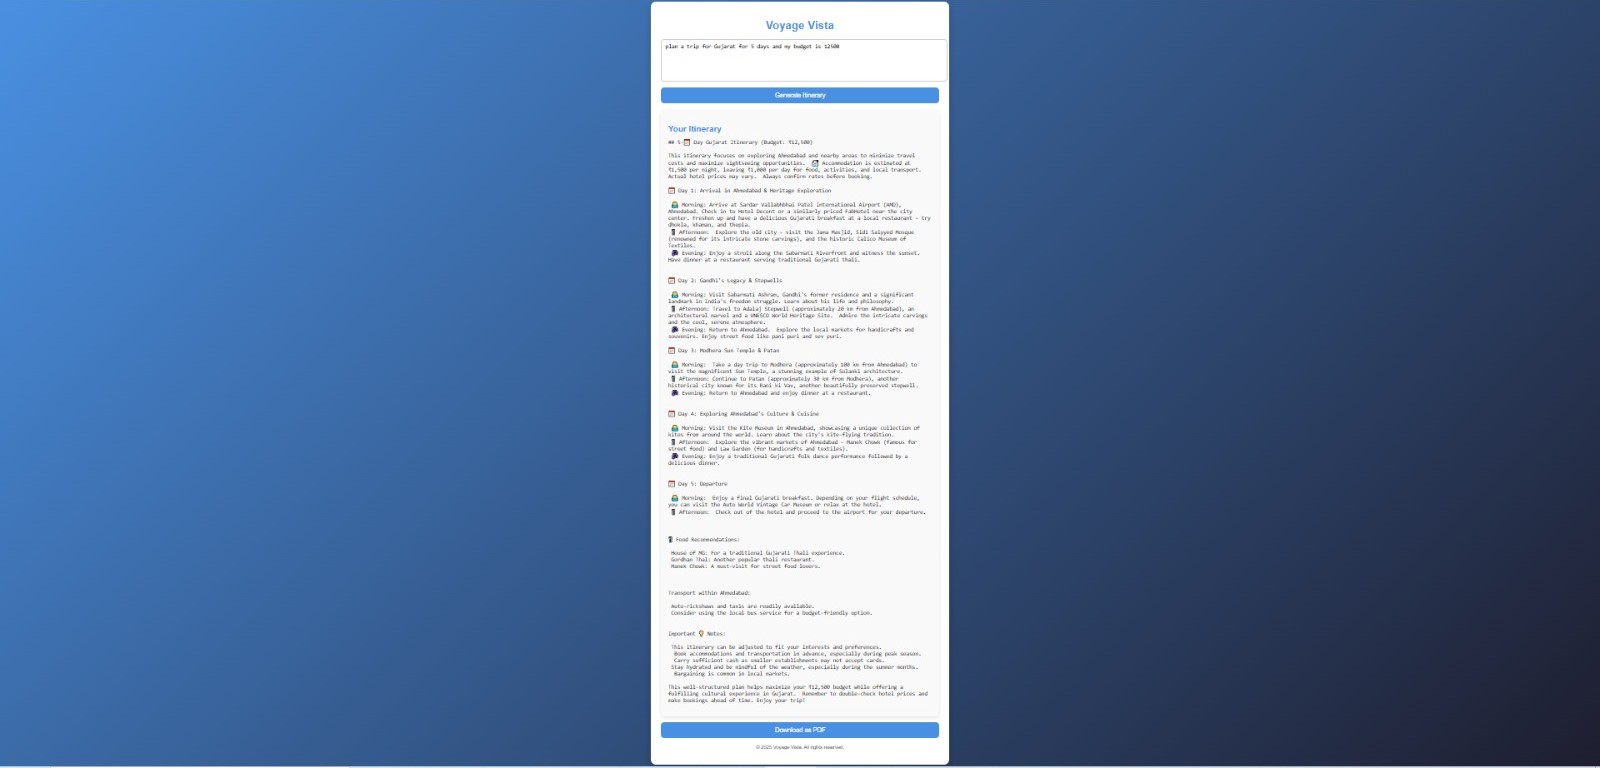 Voyage Vista
plan a trip for Gujarat for 5 days and my budget is 12500
Generate Itinerary
Your Itinerary
## 5-🗓 Day Gujarat Itinerary (Budget: ₹12,500)
This itinerary focuses on exploring Ahmedabad and nearby areas to minimize travel
costs and maximize sightseeing opportunities. 🏨 Accommodation is estimated at
₹1,500 per night, leaving ₹1,000 per day for food, activities, and local transport.
Actual hotel prices may vary. Always confirm rates before booking.
Day 1: Arrival in Ahmedabad & Heritage Exploration
Morning: Arrive at Sardar Vallabhbhai Patel International Airport (AMD),
Ahmedabad. Check in to Hotel Decent or a similarly priced FabHotel near the city
center. Freshen up and have a delicious Gujarati breakfast at a local restaurant - try
dhokla, khaman, and thepla.
Afternoon: Explore the old city - visit the Jama Masjid, Sidi Saiyyed Mosque
(renowned for its intricate stone carvings), and the historic Calico Museum of
Textiles.
Evening: Enjoy a stroll along the Sabarmati Riverfront and witness the sunset.
Have dinner at a restaurant serving traditional Gujarati thali.
Day 2: Gandhi's Legacy & Stepwells
Morning: Visit Sabarmati Ashram, Gandhi's former residence and a significant
landmark in India's freedom struggle. Learn about his life and philosophy.
Afternoon: Travel to Adalaj Stepwell (approximately 20 km from Ahmedabad), an
architectural marvel and a UNESCO World Heritage Site. Admire the intricate carvings
and the cool, serene atmosphere.
Evening: Return to Ahmedabad. Explore the local markets for handicrafts and
souvenirs. Enjoy street food like pani puri and sev puri.
Day 3: Modhera Sun Temple & Patan
Morning: Take a day trip to Modhera (approximately 100 km from Ahmedabad) to
visit the magnificent Sun Temple, a stunning example of Solanki architecture.
Afternoon: Continue to Patan (approximately 30 km from Modhera), another
historical city known for its Rani ki Vav, another beautifully preserved stepwell.
Evening: Return to Ahmedabad and enjoy dinner at a restaurant.
Day 4: Exploring Ahmedabad's Culture & Cuisine
Morning: Visit the Kite Museum in Ahmedabad, showcasing a unique collection of
kites from around the world. Learn about the city's kite-flying tradition.
Afternoon: Explore the vibrant markets of Ahmedabad - Manek Chowk (famous for
street food) and Law Garden (for handicrafts and textiles).
Evening: Enjoy a traditional Gujarati folk dance performance followed by a
delicious dinner.
Day 5: Departure
Morning: Enjoy a final Gujarati breakfast. Depending on your flight schedule,
you can visit the Auto World Vintage Car Museum or relax at the hotel.
Afternoon: Check out of the hotel and proceed to the airport for your departure.
Food Recommendations:
House of MG: For a traditional Gujarati Thali experience.
Gordhan Thal: Another popular thali restaurant.
Manek Chowk: A must-visit for street food lovers.
Transport within Ahmedabad:
Auto-rickshaws and taxis are readily available.
Consider using the local bus service for a budget-friendly option.
Important 💡 Notes:
This itinerary can be adjusted to fit your interests and preferences.
Book accommodations and transportation in advance, especially during peak season.
Carry sufficient cash as smaller establishments may not accept cards.
Stay hydrated and be mindful of the weather, especially during the summer months.
Bargaining is common in local markets.
This well-structured plan helps maximize your ₹12,500 budget while offering a
fulfilling cultural experience in Gujarat. Remember to double-check hotel prices and
make bookings ahead of time. Enjoy your trip!
Download as PDF
© 2025 Voyage Vista. All rights reserved.